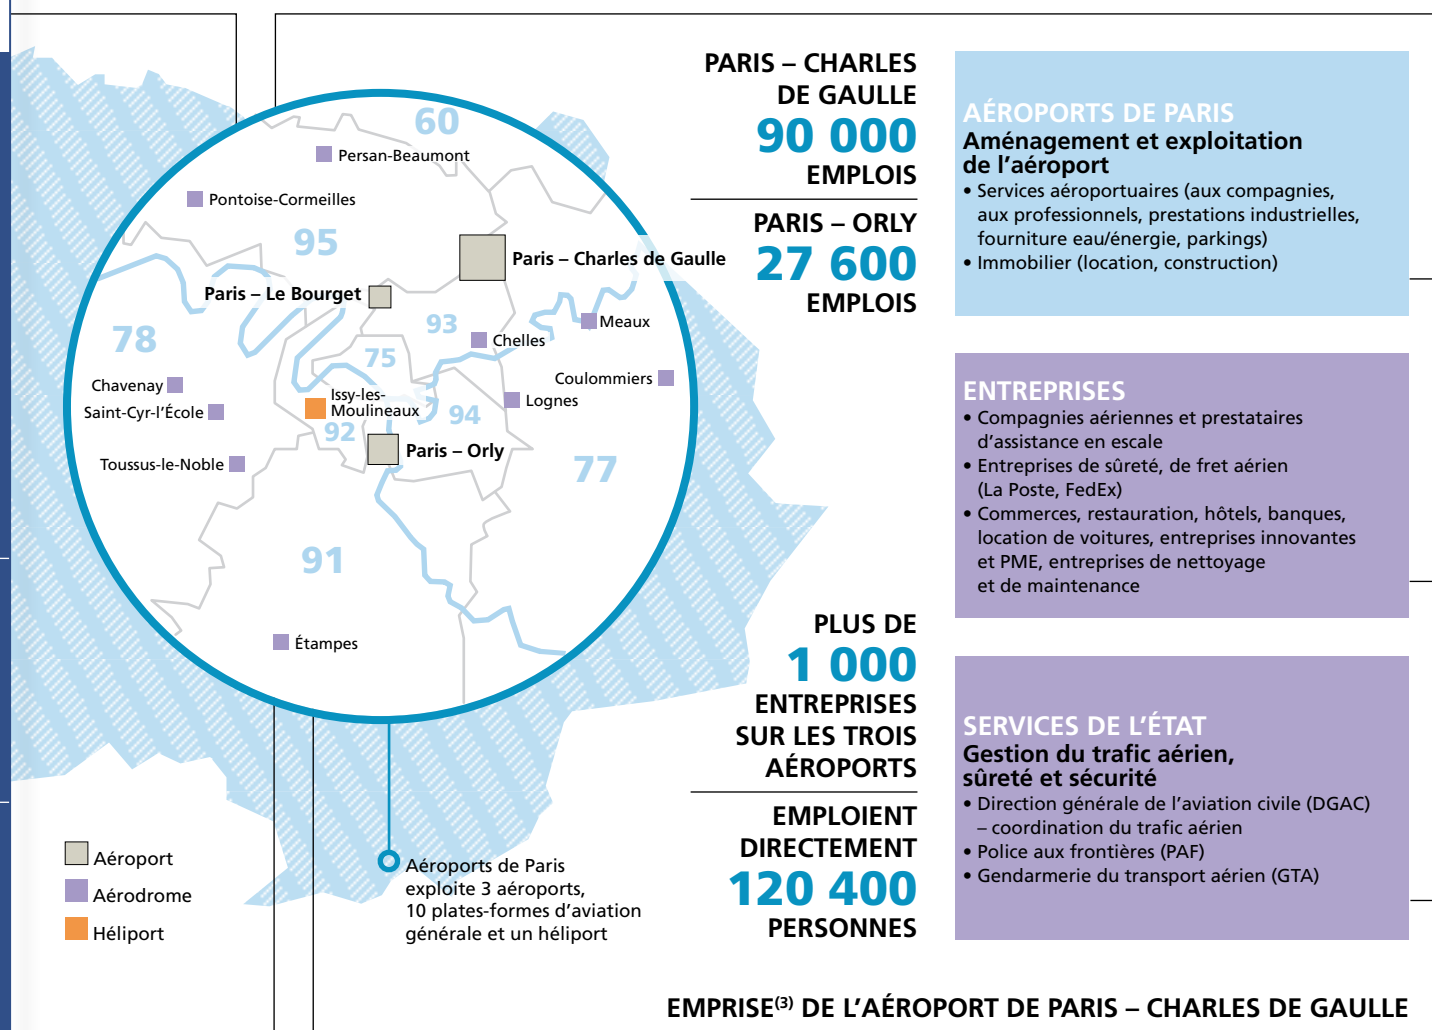 60
Persan-Beaumont
Pontoise-Cormeilles
95
Paris – Charles de Gaulle
Paris – Le Bourget
93
Meaux
78
Chelles
75
Coulommiers
Chavenay
Issy-les-
Moulineaux
Lognes
Saint-Cyr-l’École
94
92
Paris – Orly
Toussus-le-Noble
77
91
Étampes
Aéroport
Aérodrome
Héliport
Aéroports de Paris
exploite 3 aéroports,
10 plates-formes d’aviation
générale et un héliport
PARIS – CHARLES
DE GAULLE
90 000
EMPLOIS
PARIS – ORLY
27 600
EMPLOIS
PLUS DE
1 000
ENTREPRISES
SUR LES TROIS
AÉROPORTS
EMPLOIENT
DIRECTEMENT
120 400
PERSONNES
AÉROPORTS DE PARIS
Aménagement et exploitation
de l’aéroport
• Services aéroportuaires (aux compagnies,
aux professionnels, prestations industrielles,
fourniture eau/énergie, parkings)
• Immobilier (location, construction)
ENTREPRISES
• Compagnies aériennes et prestataires
d’assistance en escale
• Entreprises de sûreté, de fret aérien
(La Poste, FedEx)
• Commerces, restauration, hôtels, banques,
location de voitures, entreprises innovantes
et PME, entreprises de nettoyage
et de maintenance
SERVICES DE L’ÉTAT
Gestion du trafic aérien,
sûreté et sécurité
• Direction générale de l’aviation civile (DGAC)
– coordination du trafic aérien
• Police aux frontières (PAF)
• Gendarmerie du transport aérien (GTA)
EMPRISE(3) DE L’AÉROPORT DE PARIS – CHARLES DE GAULLE